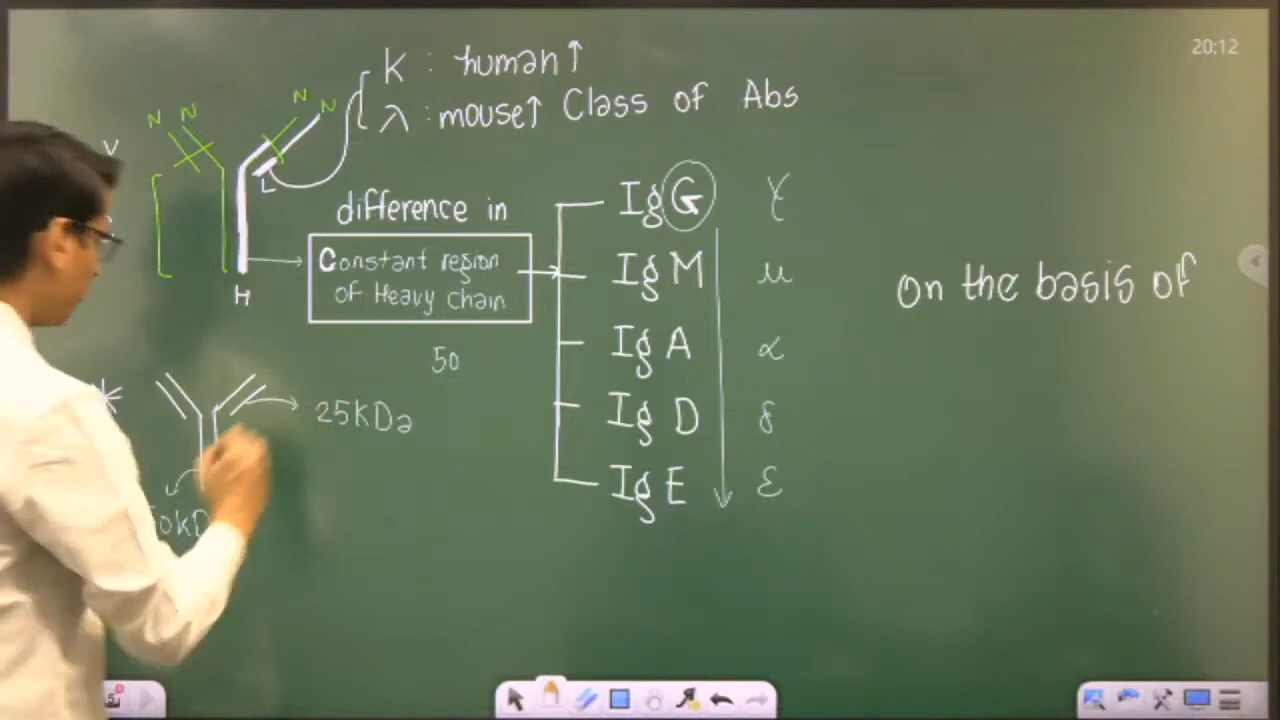 K : human↑
20:12
λ : mouse↑
Class of Abs
N N N N
V
L
difference in
Constant region
of Heavy chain
H
IgG γ
IgM μ
IgA α
IgD δ
IgE ε
on the basis of
50
25kDa